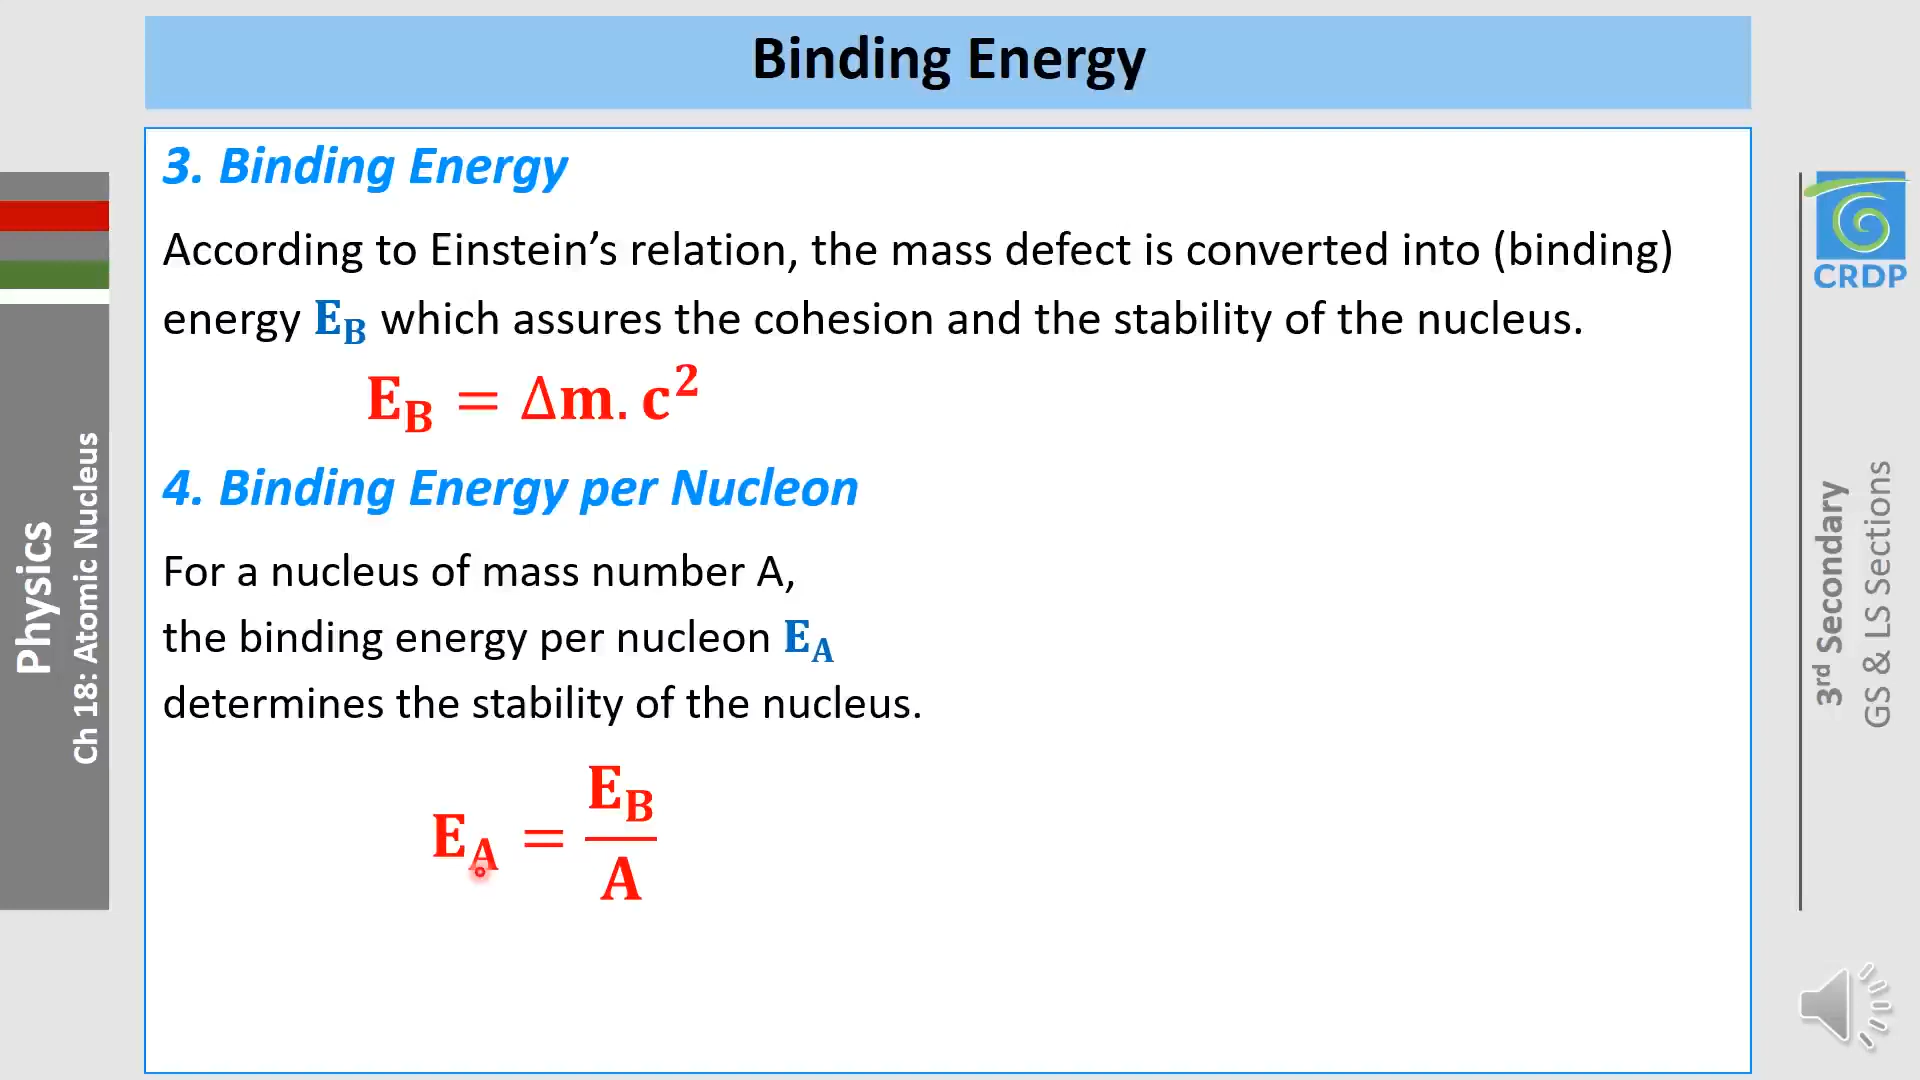 Binding Energy
3. Binding Energy
According to Einstein’s relation, the mass defect is converted into (binding)
energy E_B which assures the cohesion and the stability of the nucleus.
E_B = Δm. c²
4. Binding Energy per Nucleon
For a nucleus of mass number A,
the binding energy per nucleon E_A
determines the stability of the nucleus.
E_A = E_B / A
Physics
Ch 18: Atomic Nucleus
CRDP
3rd Secondary
GS & LS Sections